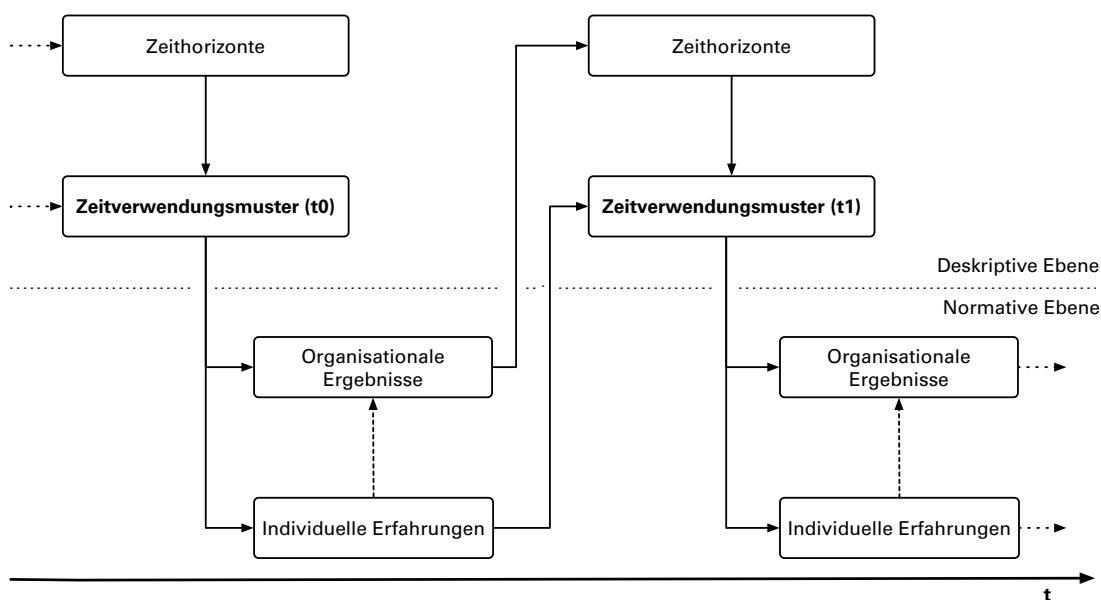 Zeithorizonte
Zeithorizonte
Zeitverwendungsmuster (t0)
Zeitverwendungsmuster (t1)
Deskriptive Ebene
Normative Ebene
Organisationale
Ergebnisse
Organisationale
Ergebnisse
Individuelle Erfahrungen
Individuelle Erfahrungen
t